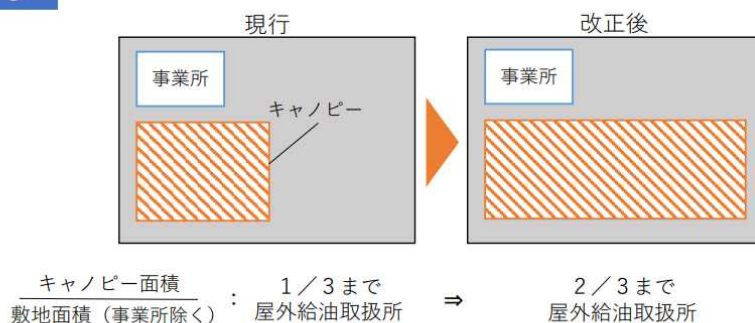 現行
改正後
事業所
キャノピー
事業所
キャノピー面積
敷地面積（事業所除く）
：
1／3まで
屋外給油取扱所
⇒
2／3まで
屋外給油取扱所